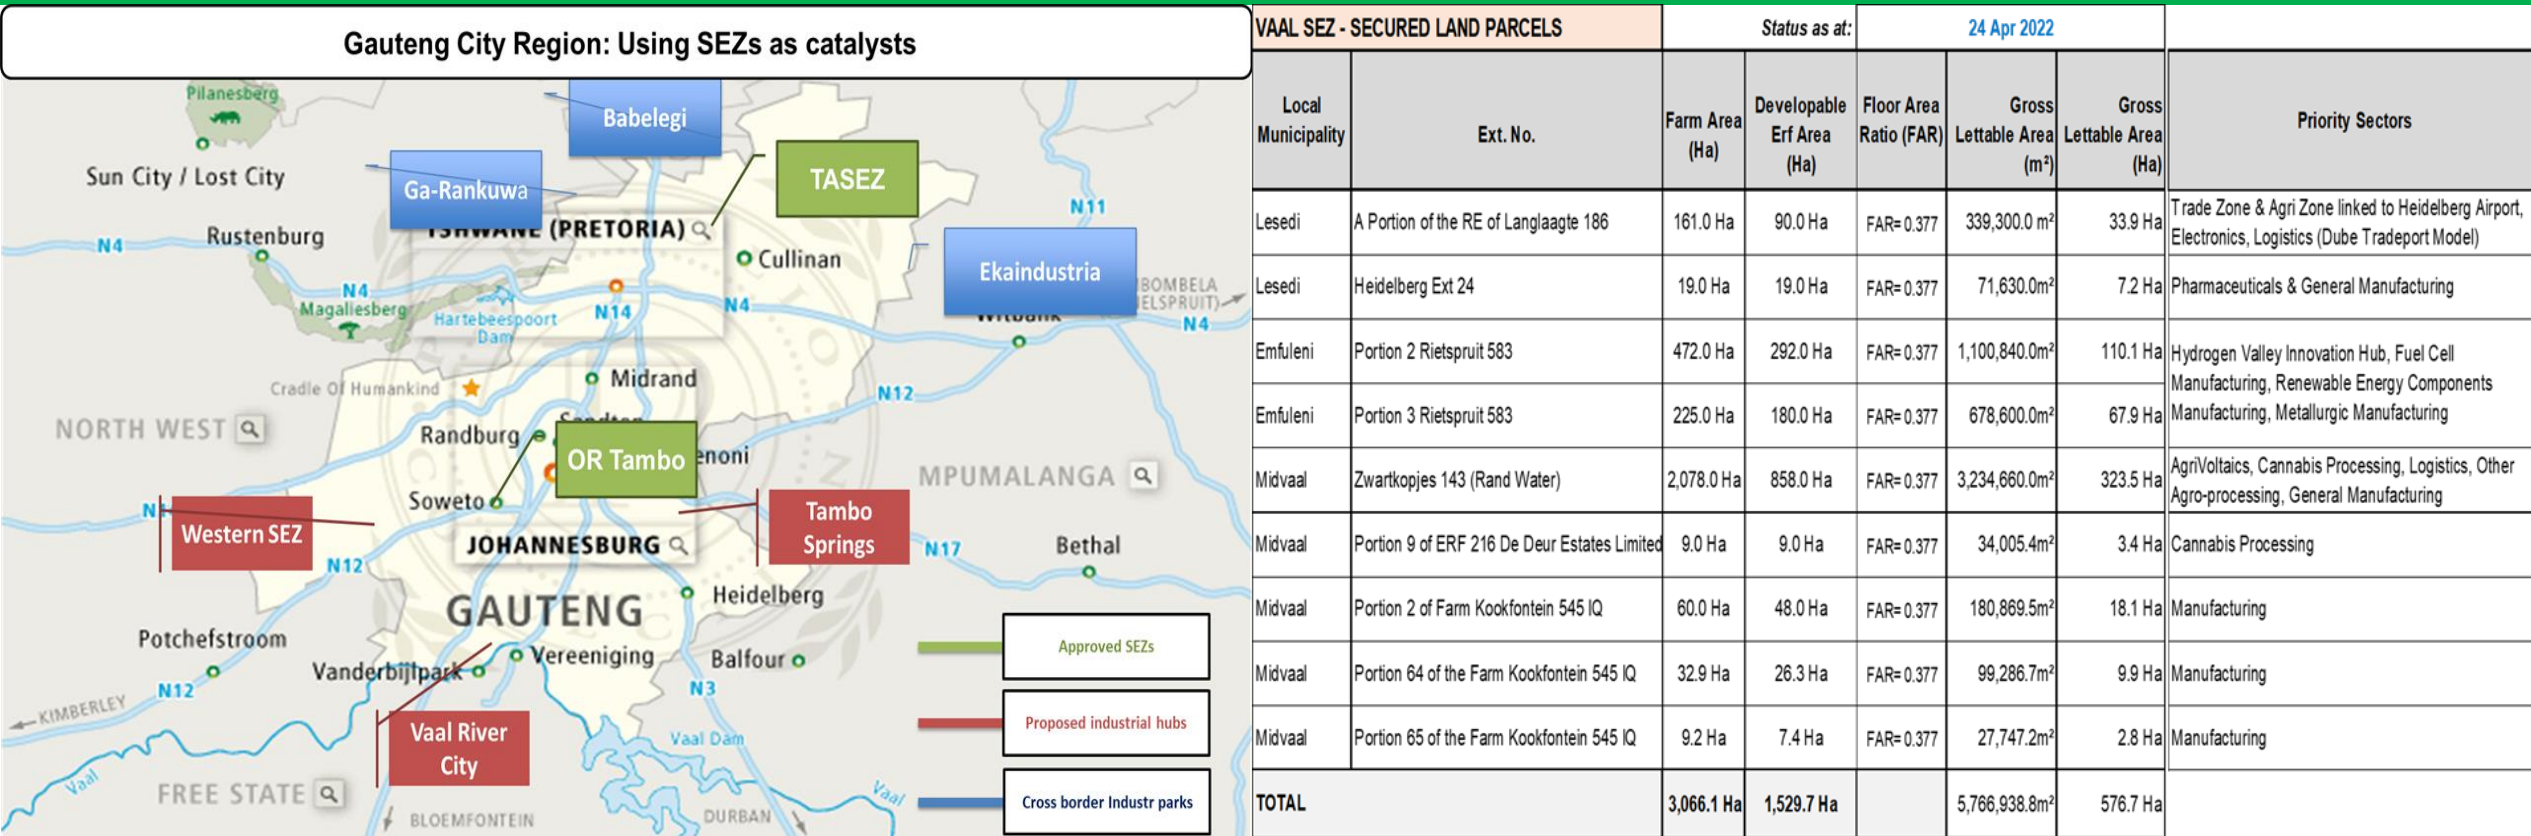 Gauteng City Region: Using SEZs as catalysts
Pilanesberg
Babelegi
TASEZ
Sun City / Lost City
Ga-Rankuwa
N11
(PRETORIA)
Rustenburg
N4
Cullinan
Ekaindustria
N4
Magaliesberg
Hartebeespoort
Dam
N14
N4
N4
Cradle Of Humankind
Midrand
N12
NORTH WEST
Randburg
OR Tambo
enoni
MPUMALANGA
Soweto
Western SEZ
Tambo
Springs
JOHANNESBURG
N17
Bethal
N12
GAUTENG
Heidelberg
Potchefstroom
Approved SEZs
Vanderbijlpark
Vereeniging
Balfour
N12
N3
KIMBERLEY
Vaal River
City
Proposed industrial hubs
Vaal Dam
Vaal
FREE STATE
Vaal
Cross border Industr parks
BLOEMFONTEIN
DURBAN
VAAL SEZ - SECURED LAND PARCELS Status as at: 24 Apr 2022
Local Municipality Ext. No. Farm Area (Ha) Developable Erf Area (Ha) Floor Area Ratio (FAR) Gross Lettable Area (m²) Gross Lettable Area (Ha) Priority Sectors
Lesedi A Portion of the RE of Langlaagte 186 161.0 Ha 90.0 Ha FAR= 0.377 339,300.0 m² 33.9 Ha Trade Zone & Agri Zone linked to Heidelberg Airport,
Electronics, Logistics (Dube Tradeport Model)
Lesedi Heidelberg Ext 24 19.0 Ha 19.0 Ha FAR= 0.377 71,630.0m² 7.2 Ha Pharmaceuticals & General Manufacturing
Emfuleni Portion 2 Rietspruit 583 472.0 Ha 292.0 Ha FAR= 0.377 1,100,840.0m² 110.1 Ha Hydrogen Valley Innovation Hub, Fuel Cell
Manufacturing, Renewable Energy Components
Emfuleni Portion 3 Rietspruit 583 225.0 Ha 180.0 Ha FAR= 0.377 678,600.0m² 67.9 Ha Manufacturing, Metallurgic Manufacturing
Midvaal Zwartkopjes 143 (Rand Water) 2,078.0 Ha 858.0 Ha FAR= 0.377 3,234,660.0m² 323.5 Ha AgriVoltaics, Cannabis Processing, Logistics, Other
Agro-processing, General Manufacturing
Midvaal Portion 9 of ERF 216 De Deur Estates Limited 9.0 Ha 9.0 Ha FAR= 0.377 34,005.4m² 3.4 Ha Cannabis Processing
Midvaal Portion 2 of Farm Kookfontein 545 IQ 60.0 Ha 48.0 Ha FAR= 0.377 180,869.5m² 18.1 Ha Manufacturing
Midvaal Portion 64 of the Farm Kookfontein 545 IQ 32.9 Ha 26.3 Ha FAR= 0.377 99,286.7m² 9.9 Ha Manufacturing
Midvaal Portion 65 of the Farm Kookfontein 545 IQ 9.2 Ha 7.4 Ha FAR= 0.377 27,747.2m² 2.8 Ha Manufacturing
TOTAL 3,066.1 Ha 1,529.7 Ha 5,766,938.8m² 576.7 Ha